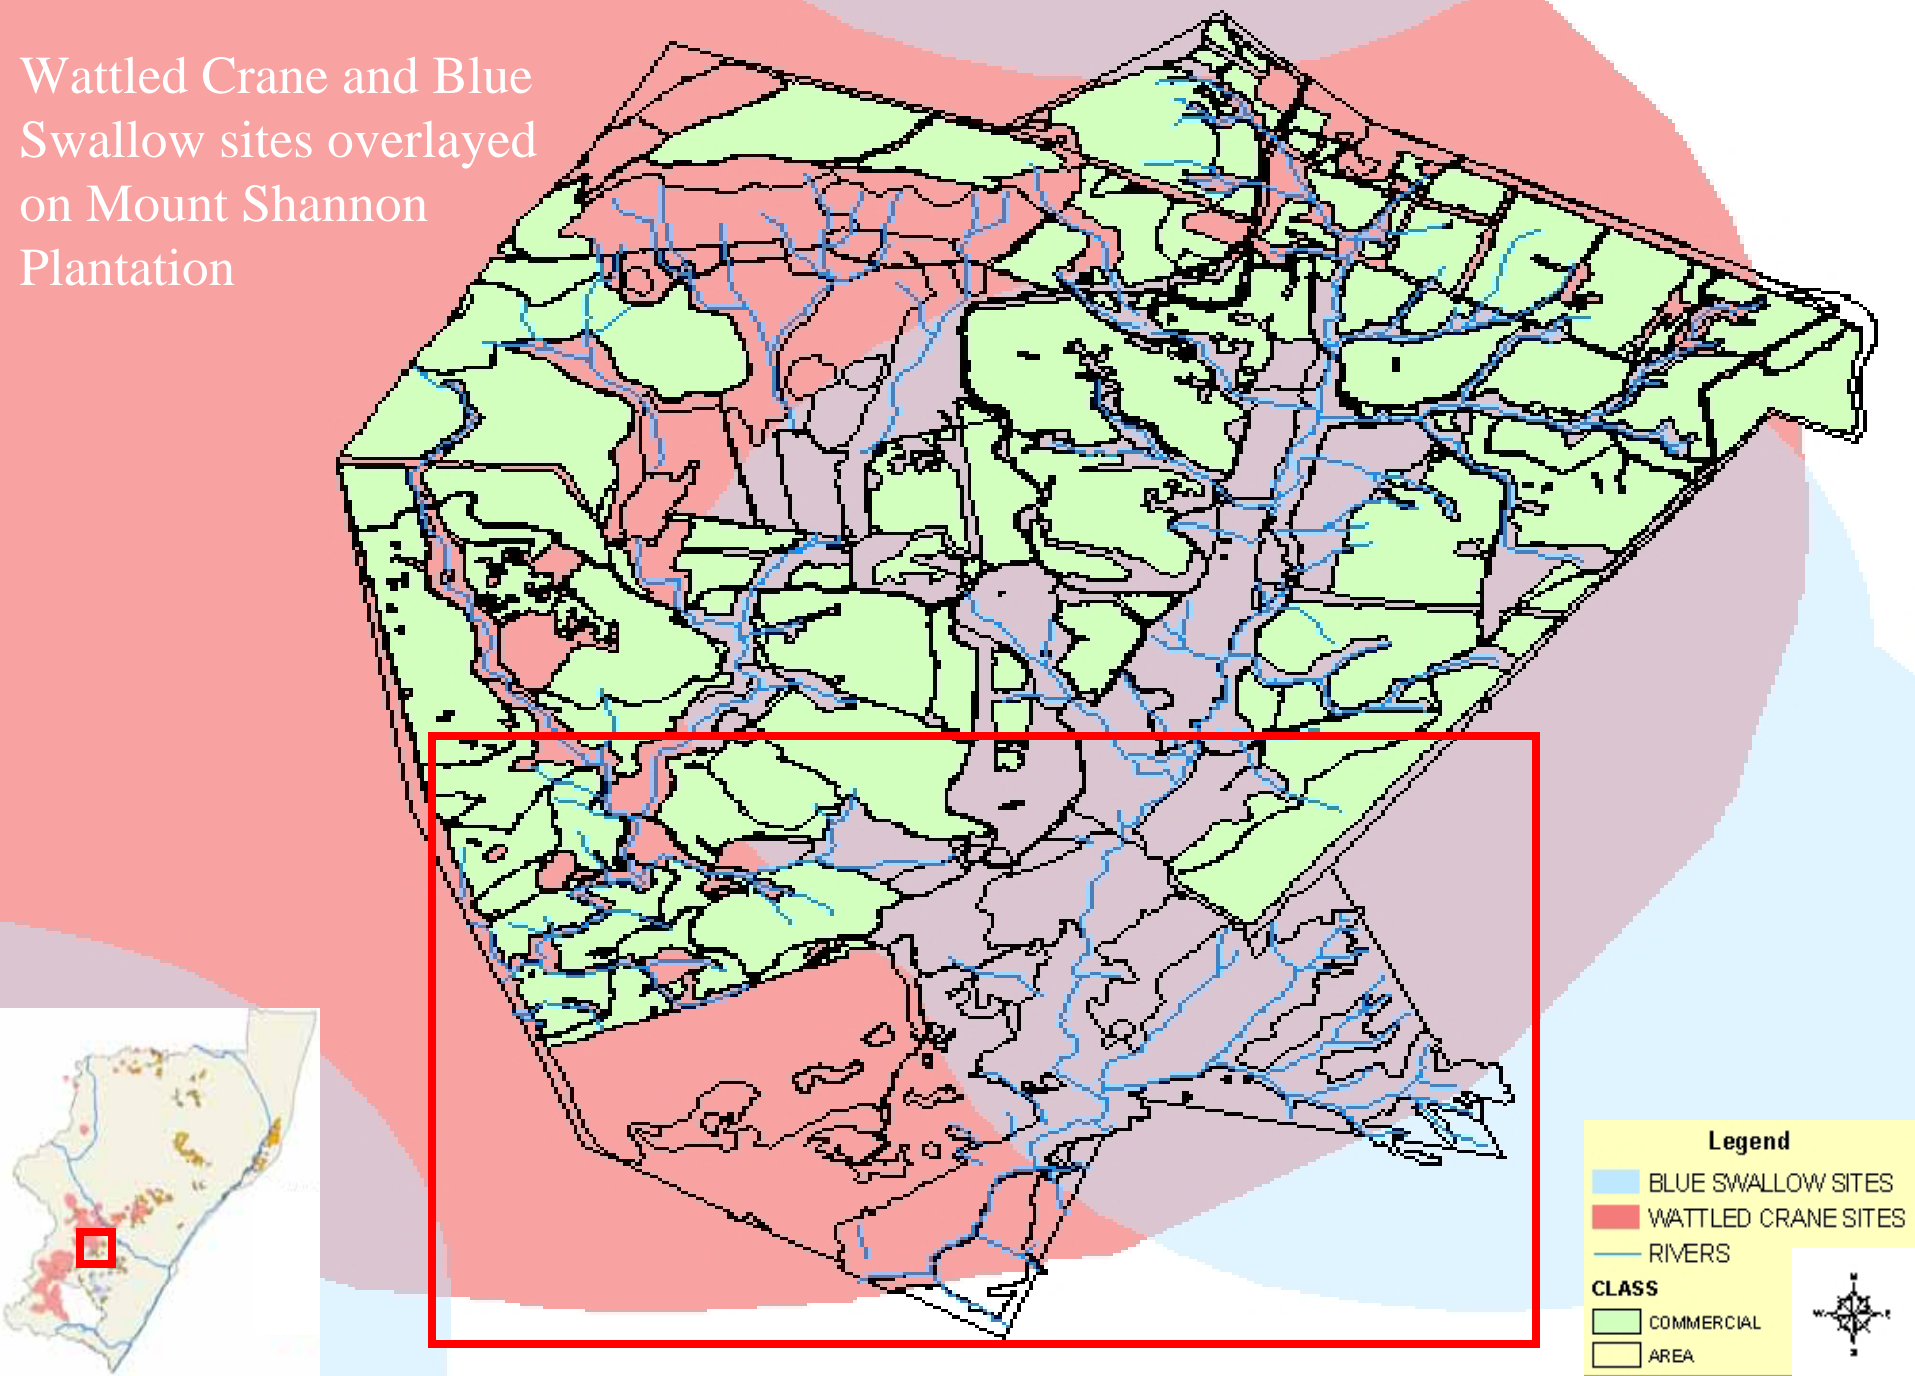 Wattled Crane and Blue
Swallow sites overlayed
on Mount Shannon
Plantation
Legend
BLUE SWALLOW SITES
WATTLED CRANE SITES
RIVERS
CLASS
COMMERCIAL
AREA
N
W
E
S